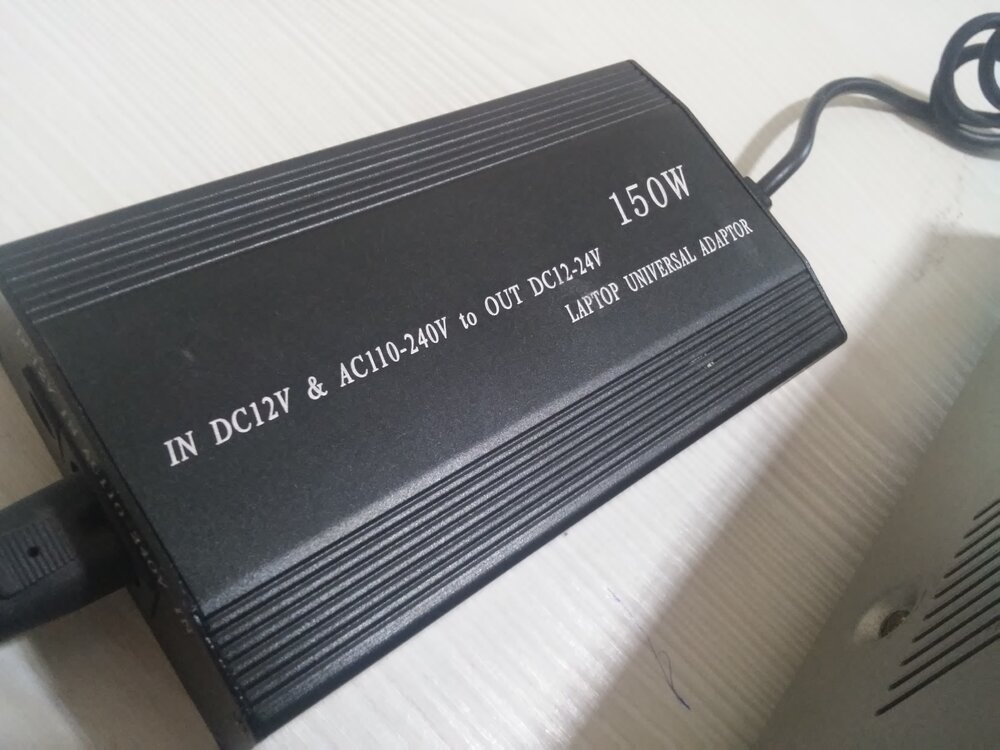 150W
IN DC12V & AC110-240V to OUT DC12-24V
LAPTOP UNIVERSAL ADAPTOR